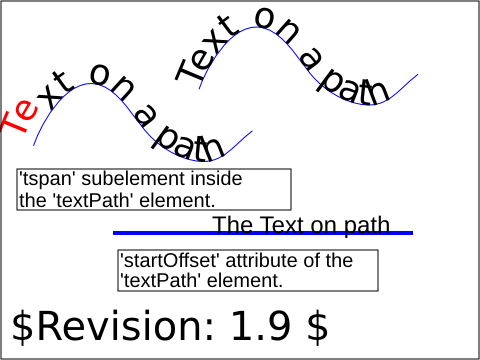 Text on a path
Text on a path
'tspan' subelement inside
the 'textPath' element.
The Text on path
'startOffset' attribute of the
'textPath' element.
$Revision: 1.9 $